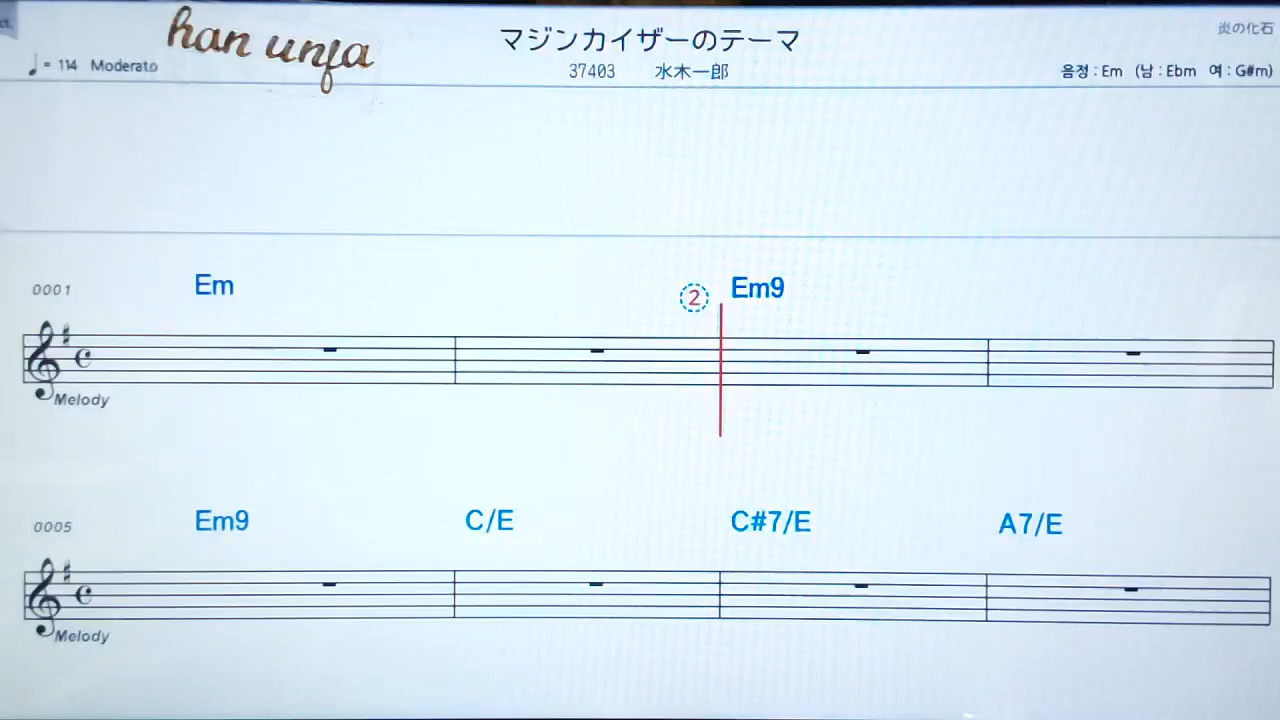 ct.
han unfa
マジンカイザーのテーマ
炎の化石
♩= 114 Moderato
37403 水木一郎
음정 : Em (남 : Ebm 여 : G#m)
0001 Em ② Em9
Melody
0005 Em9 C/E C#7/E A7/E
Melody